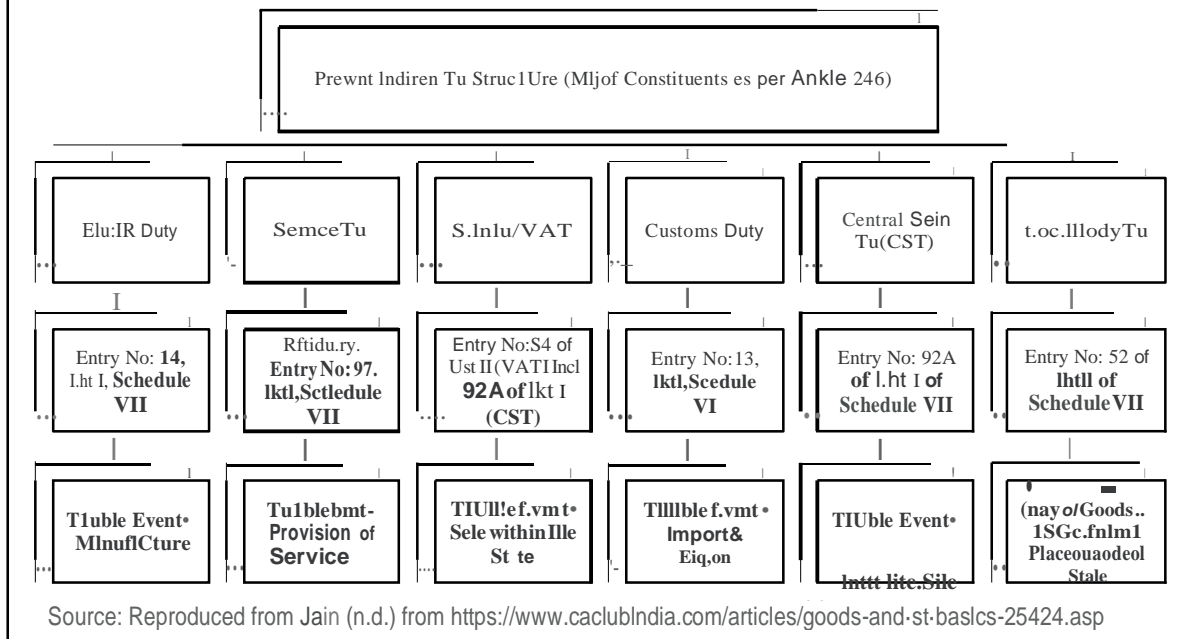 Prewnt lndiren Tu Struc1Ure (Mljof Constituents es per Ankle 246)
Elu:IR Duty
SemceTu
S.lnlu/VAT
Customs Duty
Central Sein
Tu(CST)
t.oc.lllodyTu
Entry No: 14,
I.ht I, Schedule
VII
Rftidu.ry.
Entry No: 97.
lktl,Sctledule
VII
Entry No:S4 of
Ust II (VATI Incl
92A of lkt I
(CST)
Entry No:13,
lktl,Scedule
VI
Entry No: 92A
of l.ht I of
Schedule VII
Entry No: 52 of
lhtll of
Schedule VII
T1uble Event•
MlnuflCture
Tu1blebmt-
Provision of
Service
TIUll!e f.vmt•
Sele within Ille
St te
Tllllble f.vmt •
Import&
Eiq,on
TIUble Event•
lnttt litc.Silc
(nay o/Goods..
1SGc.fnlm1
Placeouaodeol
Stale
Source: Reproduced from Jain (n.d.) from https://www.caclublndia.com/articles/goods-and-st-baslcs-25424.asp